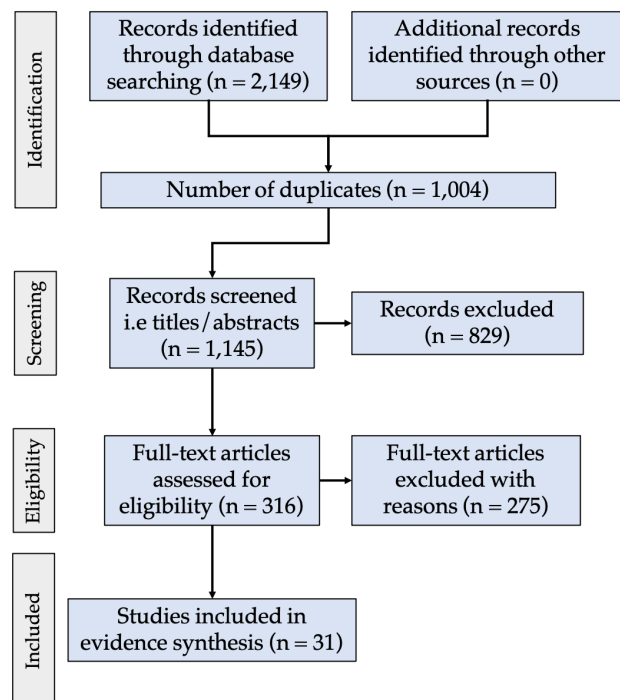 Identification
Records identified
through database
searching (n = 2,149)
Additional records
identified through other
sources (n = 0)
Number of duplicates (n = 1,004)
Screening
Records screened
i.e titles/abstracts
(n = 1,145)
Records excluded
(n = 829)
Eligibility
Full-text articles
assessed for
eligibility (n = 316)
Full-text articles
excluded with
reasons (n = 275)
Included
Studies included in
evidence synthesis (n = 31)